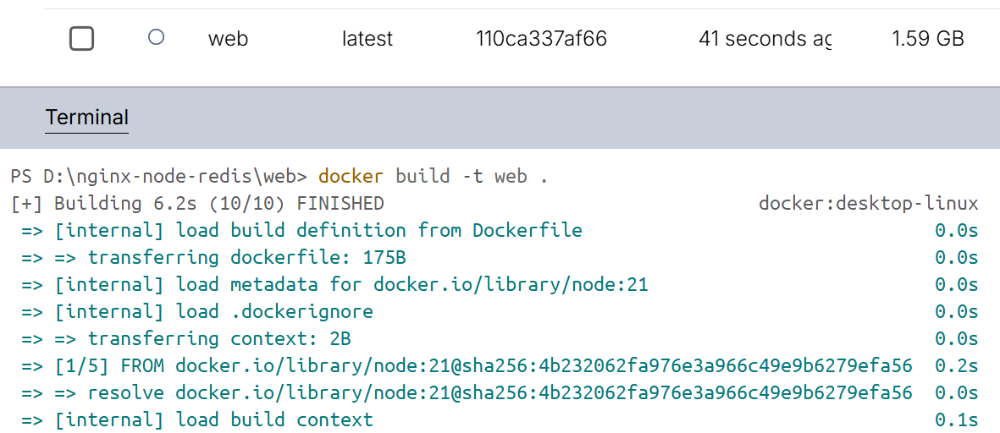 web latest 110ca337af66 41 seconds ag 1.59 GB
Terminal
PS D:\nginx-node-redis\web> docker build -t web .
[+] Building 6.2s (10/10) FINISHED docker:desktop-linux
=> [internal] load build definition from Dockerfile 0.0s
=> => transferring dockerfile: 175B 0.0s
=> [internal] load metadata for docker.io/library/node:21 0.0s
=> [internal] load .dockerignore 0.0s
=> => transferring context: 2B 0.0s
=> [1/5] FROM docker.io/library/node:21@sha256:4b232062fa976e3a966c49e9b6279efa56 0.2s
=> => resolve docker.io/library/node:21@sha256:4b232062fa976e3a966c49e9b6279efa56 0.0s
=> [internal] load build context 0.1s